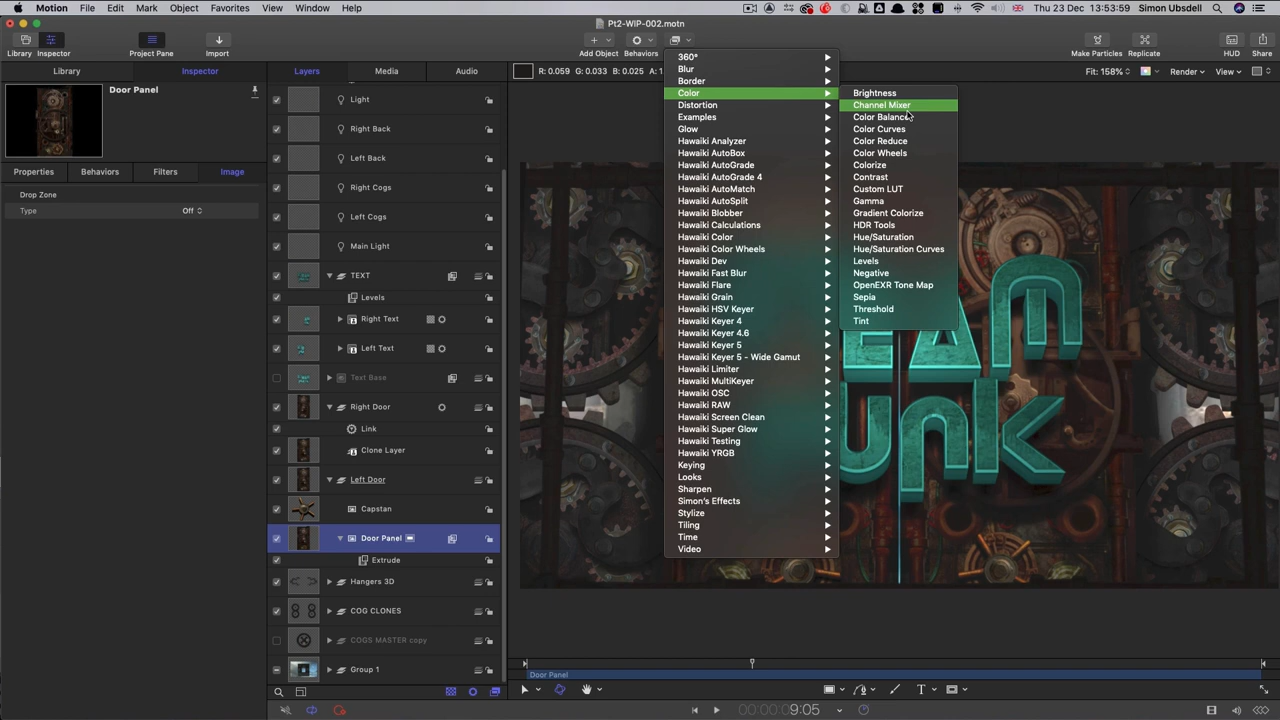 Motion File Edit Mark Object Favorites View Window Help Thu 23 Dec 13:53:59 Simon Ubsdell
Pt2-WIP-002.motn
Library Inspector Project Pane Import Add Object Behaviors Make Particles Replicate HUD Share
Library Inspector Layers Media Audio R: 0.059 G: 0.033 B: 0.025 A: 1 Fit: 158% Render View
Door Panel
Properties Behaviors Filters Image
Drop Zone
Type Off
Light
Right Back
Left Back
Right Cogs
Left Cogs
Main Light
TEXT
Levels
Right Text
Left Text
Text Base
Right Door
Link
Clone Layer
Left Door
Capstan
Door Panel
Extrude
Hangers 3D
COG CLONES
COGS MASTER copy
Group 1
360°
Blur
Border
Color
Distortion
Examples
Glow
Hawaiki Analyzer
Hawaiki AutoBox
Hawaiki AutoGrade
Hawaiki AutoGrade 4
Hawaiki AutoMatch
Hawaiki AutoSplit
Hawaiki Blobber
Hawaiki Calculations
Hawaiki Color
Hawaiki Color Wheels
Hawaiki Dev
Hawaiki Fast Blur
Hawaiki Flare
Hawaiki Grain
Hawaiki HSV Keyer
Hawaiki Keyer 4
Hawaiki Keyer 4.6
Hawaiki Keyer 5
Hawaiki Keyer 5 - Wide Gamut
Hawaiki Limiter
Hawaiki MultiKeyer
Hawaiki OSC
Hawaiki RAW
Hawaiki Screen Clean
Hawaiki Super Glow
Hawaiki Testing
Hawaiki YRGB
Keying
Looks
Sharpen
Simon's Effects
Stylize
Tiling
Time
Video
Brightness
Channel Mixer
Color Balance
Color Curves
Color Reduce
Color Wheels
Colorize
Contrast
Custom LUT
Gamma
Gradient Colorize
HDR Tools
Hue/Saturation
Hue/Saturation Curves
Levels
Negative
OpenEXR Tone Map
Sepia
Threshold
Tint
EAM
unk
Door Panel
T
00:00:00:09:05